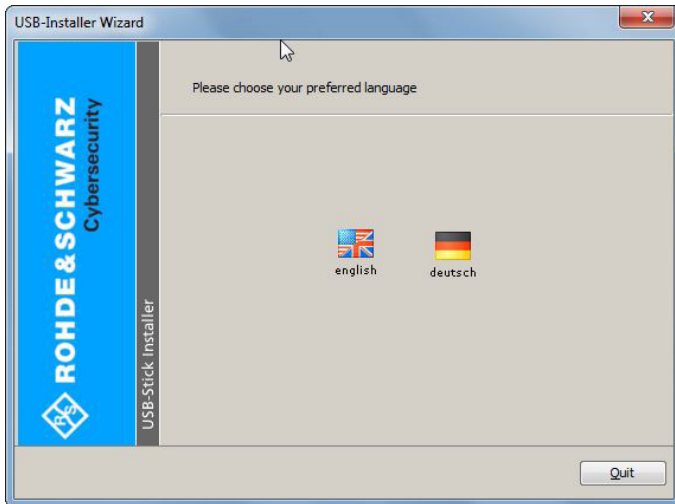 USB-Installer Wizard
Please choose your preferred language
ROHDE & SCHWARZ
Cybersecurity
USB-Stick Installer
R S
english
deutsch
Quit